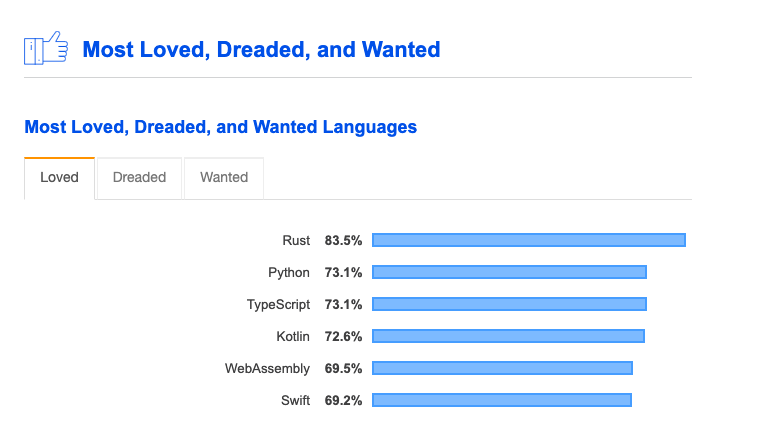 Most Loved, Dreaded, and Wanted
Most Loved, Dreaded, and Wanted Languages
Loved Dreaded Wanted
Rust 83.5%
Python 73.1%
TypeScript 73.1%
Kotlin 72.6%
WebAssembly 69.5%
Swift 69.2%